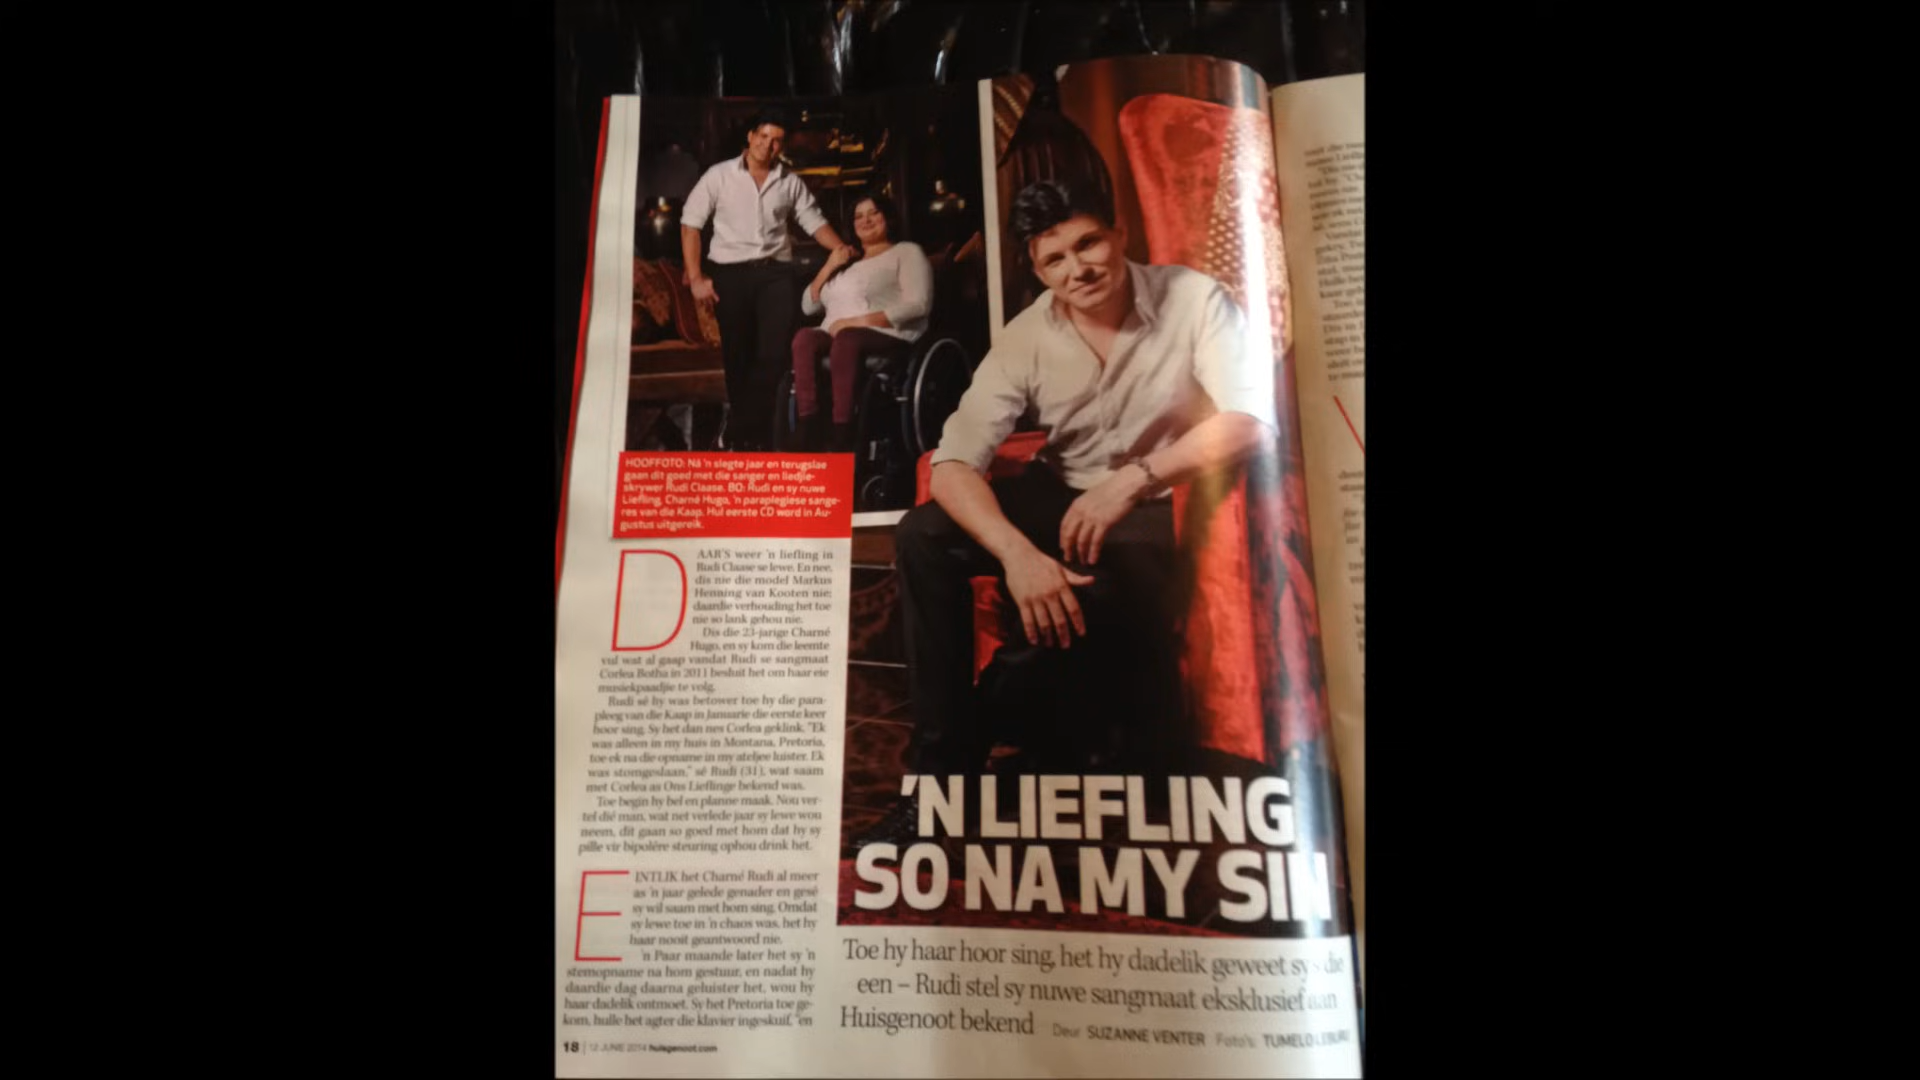 HOOFFOTO: Ná 'n slegte jaar en terugslae
gaan dit goed met die sanger en liedjie-
skrywer Rudi Claase. BO: Rudi en sy nuwe
Liefling, Charné Hugo, 'n paraplegiese sange-
res van die Kaap. Hul eerste CD word in Au-
gustus uitgereik.
DAAR'S weer 'n liefling in
Rudi Claase se lewe. En nee,
dis nie die model Markus
Henning van Kooten nie;
daardie verhouding het toe
nie so lank gehou nie.
Dis die 23-jarige Charné
Hugo, en sy kom die leemte
vul wat al gaap vandat Rudi se sangmaat
Corlea Botha in 2011 besluit het om haar eie
musiekpaadjie te volg.
Rudi sê hy was betower toe hy die para-
pleeg van die Kaap in Januarie die eerste keer
hoor sing. Sy het dan nes Corlea geklink. "Ek
was alleen in my huis in Montana, Pretoria,
toe ek na die opname in my ateljee luister. Ek
was stomgeslaan," sê Rudi (31), wat saam
met Corlea as Ons Lieflinge bekend was.
Toe begin hy bel en planne maak. Nou ver-
tel dié man, wat net verlede jaar sy lewe wou
neem, dit gaan so goed met hom dat hy sy
pille vir bipolêre steuring ophou drink het.
EINTLIK het Charné Rudi al meer
as 'n jaar gelede genader en gesê
sy wil saam met hom sing. Omdat
sy lewe toe in 'n chaos was, het hy
haar nooit geantwoord nie.
'n Paar maande later het sy 'n
stemopname na hom gestuur, en nadat hy
daardie dag daarna geluister het, wou hy
haar dadelik ontmoet. Sy het Pretoria toe ge-
kom, hulle het agter die klavier ingeskuif, "en
'N LIEFLING
SO NA MY SIN
Toe hy haar hoor sing, het hy dadelik geweet sy's die
een – Rudi stel sy nuwe sangmaat eksklusief aan
Huisgenoot bekend Deur SUZANNE VENTER Foto's: TUMELO
18 | 12 JUNIE 2014 huisgenoot.com